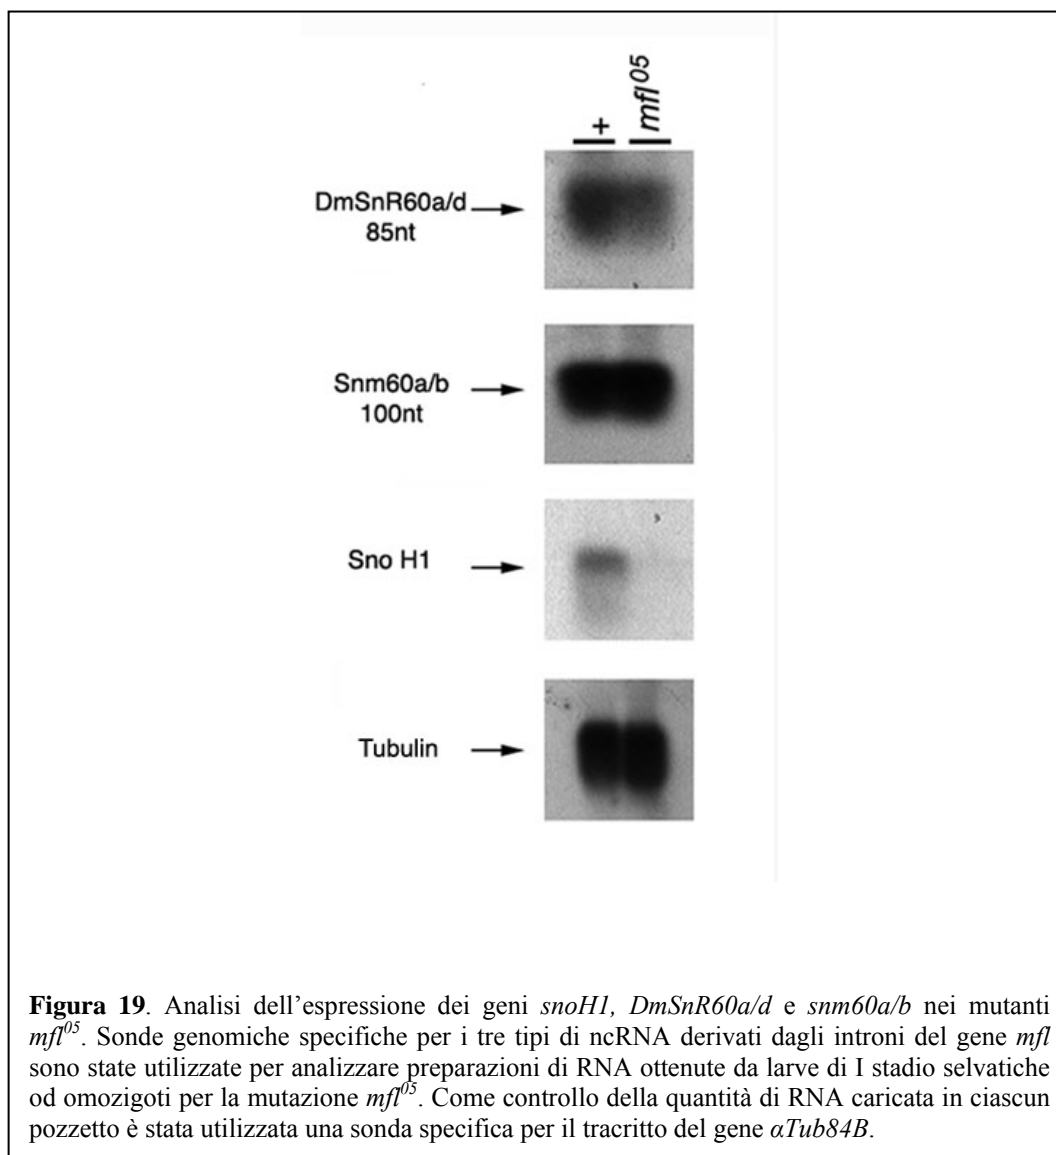 + mfl05
DmSnR60a/d
85nt
Snm60a/b
100nt
Sno H1
Tubulin
Figura 19. Analisi dell’espressione dei geni snoH1, DmSnR60a/d e snm60a/b nei mutanti
mfl05. Sonde genomiche specifiche per i tre tipi di ncRNA derivati dagli introni del gene mfl
sono state utilizzate per analizzare preparazioni di RNA ottenute da larve di I stadio selvatiche
od omozigoti per la mutazione mfl05. Come controllo della quantità di RNA caricata in ciascun
pozzetto è stata utilizzata una sonda specifica per il tracritto del gene αTub84B.